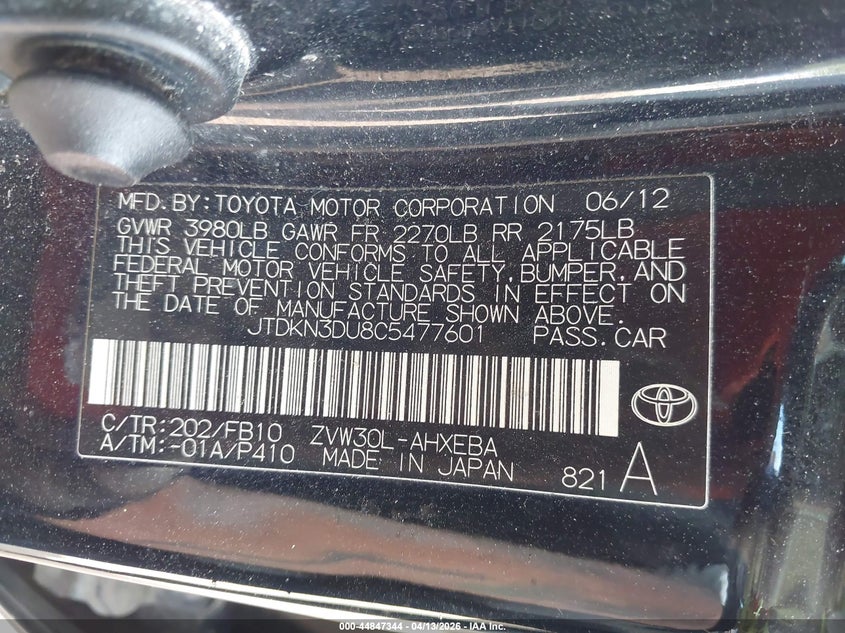 MFD.BY:TOYOTA MOTOR CORPORATION 06/12
GVWR 3980LB GAWR FR 2270LB RR 2175LB
THIS VEHICLE CONFORMS TO ALL APPLICABLE
FEDERAL MOTOR VEHICLE SAFETY,BUMPER,AND
THEFT PREVENTION STANDARDS IN EFFECT ON
THE DATE OF MANUFACTURE SHOWN ABOVE.
JTDKN3DU8C5477601 PASS.CAR
C/TR:202/FB10 ZVW30L-AHXEBA
A/TM:-01A/P410 MADE IN JAPAN
821 A
000-44847344 - 04/13/2026 - IAA Inc.